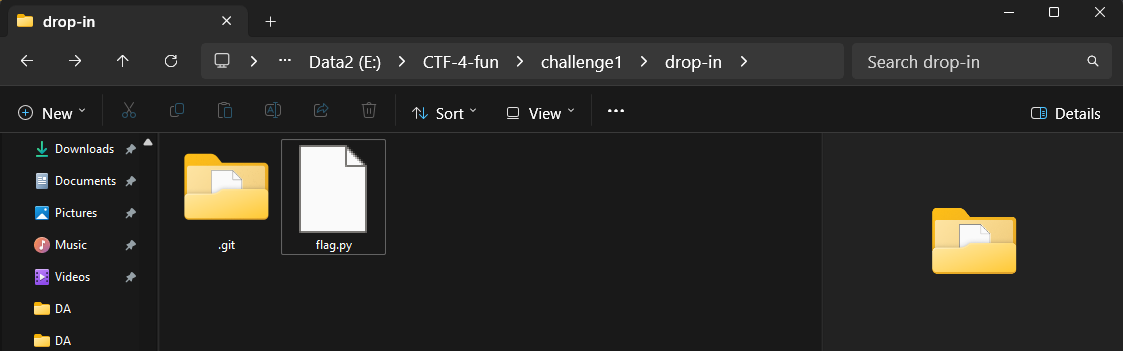 drop-in
Data2 (E:) CTF-4-fun challenge1 drop-in Search drop-in
New Sort View Details
Downloads
Documents
Pictures
Music
Videos
DA
DA
.git flag.py